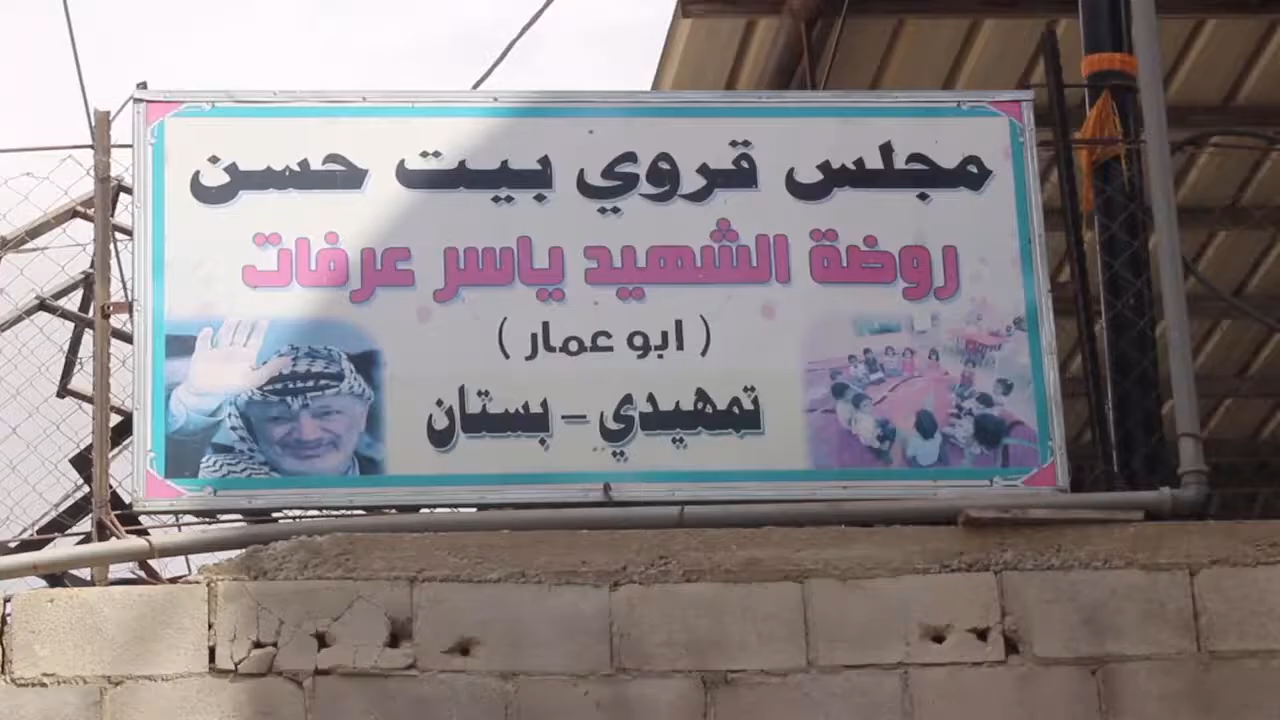 مجلس قروي بيت حسن
روضة الشهيد ياسر عرفات
( ابو عمار )
تمهيدي - بستان